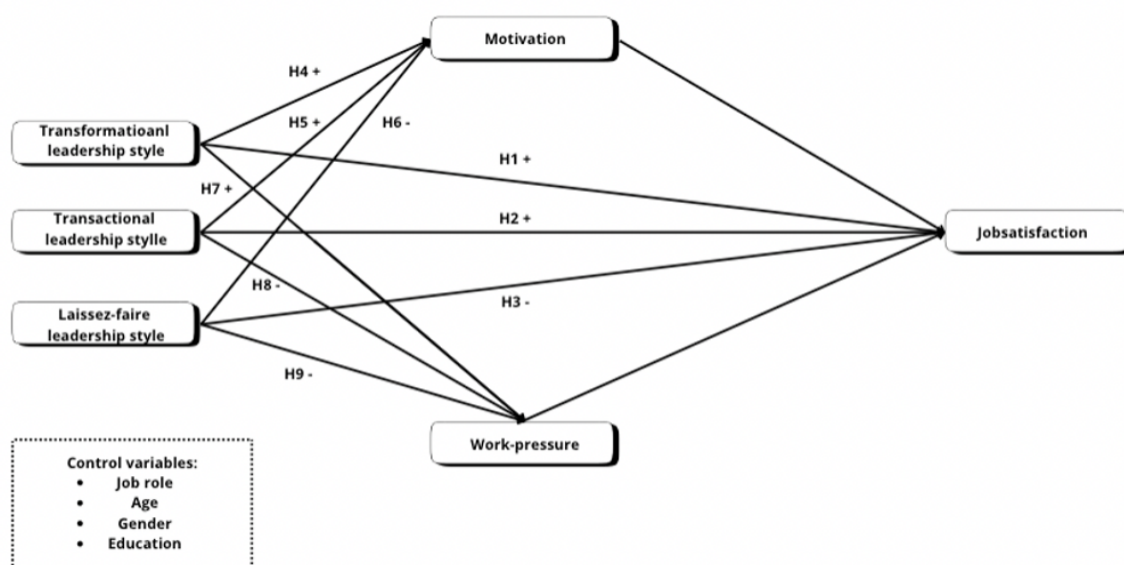 Motivation
H4 +
H5 +
H6 -
Transformatioanl
leadership style
H1 +
H7 +
Transactional
leadership stylle
H2 +
Jobsatisfaction
H8 -
H3 -
Laissez-faire
leadership style
H9 -
Work-pressure
Control variables:
• Job role
• Age
• Gender
• Education